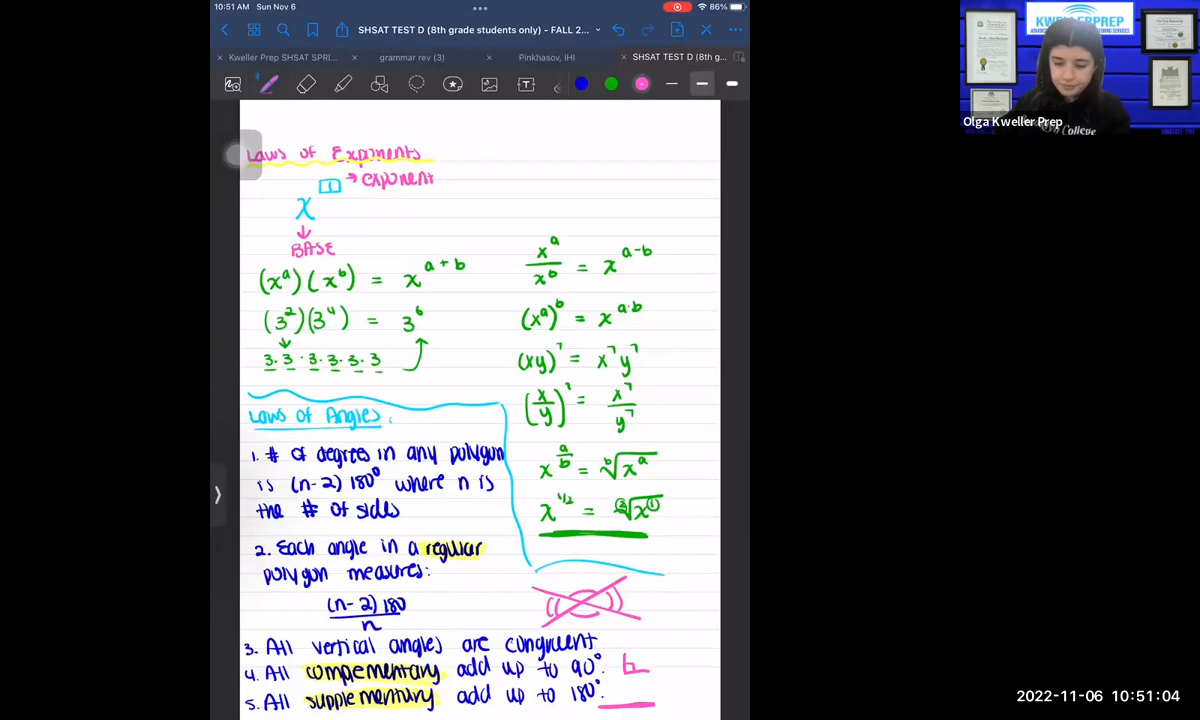 10:51 AM Sun Nov 6
86%
SHSAT TEST D (8th grade students only) – FALL 2...
Kweller Prep SHSAT SPRI...
grammar rev (3)
Pinkhasov, IHI
SHSAT TEST D (8th g...
Laws of Exponents
x^1 → exponent
↓
BASE
(x^a)(x^b) = x^(a+b)
(3^2)(3^4) = 3^6
3·3·3·3·3·3
x^a/x^b = x^(a-b)
(x^a)^b = x^(a·b)
(xy)^7 = x^7 y^7
(x/y)^7 = x^7/y^7
x^(a/b) = ᵇ√x^a
x^(1/2) = ²√x^1
Laws of Angles:
1. # of degrees in any polygon
is (n-2) 180° where n is
the # of sides
2. Each angle in a regular
polygon measures:
(n-2) 180
n
3. All vertical angles are congruent
4. All compementary add up to 90°.
5. All supplementary add up to 180°.
KWELLERPREP
Olga Kweller Prep
College
2022-11-06 10:51:04